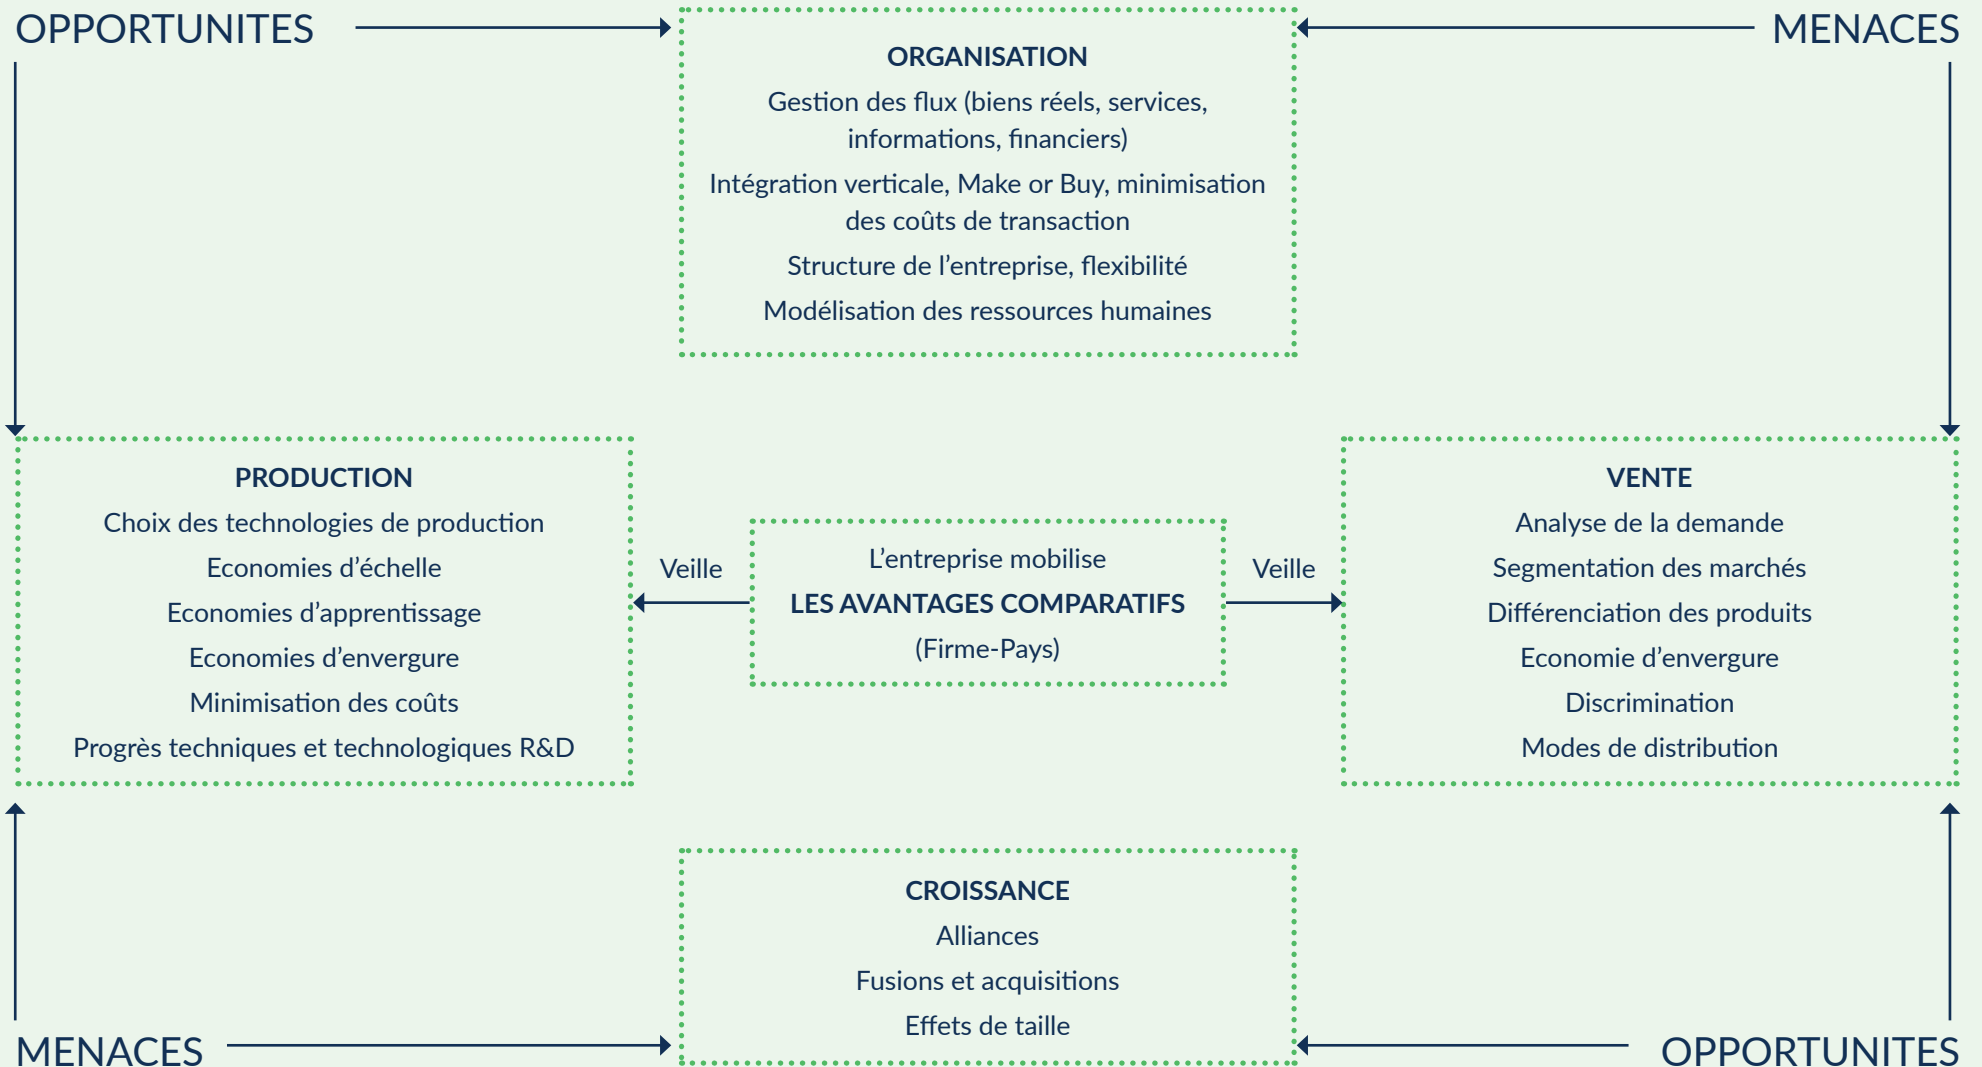 OPPORTUNITES
MENACES
ORGANISATION
Gestion des flux (biens réels, services,
informations, financiers)
Intégration verticale, Make or Buy, minimisation
des coûts de transaction
Structure de l’entreprise, flexibilité
Modélisation des ressources humaines
PRODUCTION
Choix des technologies de production
Economies d’échelle
Economies d’apprentissage
Economies d’envergure
Minimisation des coûts
Progrès techniques et technologiques R&D
Veille
L’entreprise mobilise
LES AVANTAGES COMPARATIFS
(Firme-Pays)
Veille
VENTE
Analyse de la demande
Segmentation des marchés
Différenciation des produits
Economie d’envergure
Discrimination
Modes de distribution
CROISSANCE
Alliances
Fusions et acquisitions
Effets de taille
MENACES
OPPORTUNITES